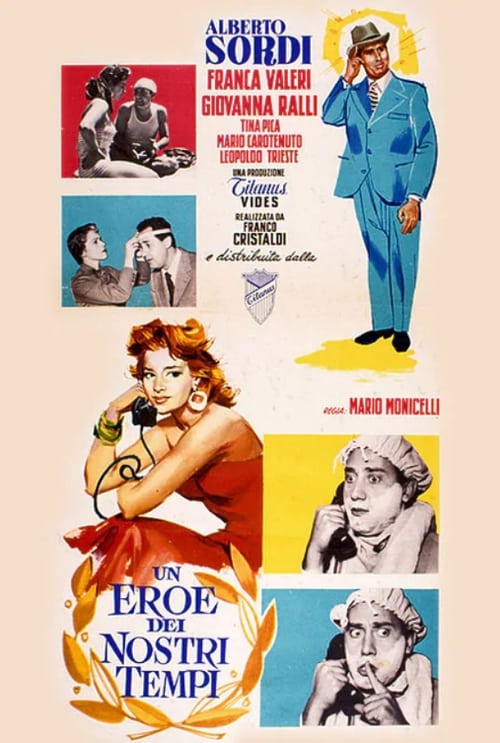 ALBERTO
SORDI
FRANCA VALERI
GIOVANNA RALLI
TINA PICA
MARIO CAROTENUTO
LEOPOLDO TRIESTE
UNA PRODUZIONE
Titanus
VIDES
REALIZZATA DA
FRANCO
CRISTALDI
e distribuita dalla
Titanus
REGIA: MARIO MONICELLI
UN
EROE
DEI
NOSTRI
TEMPI